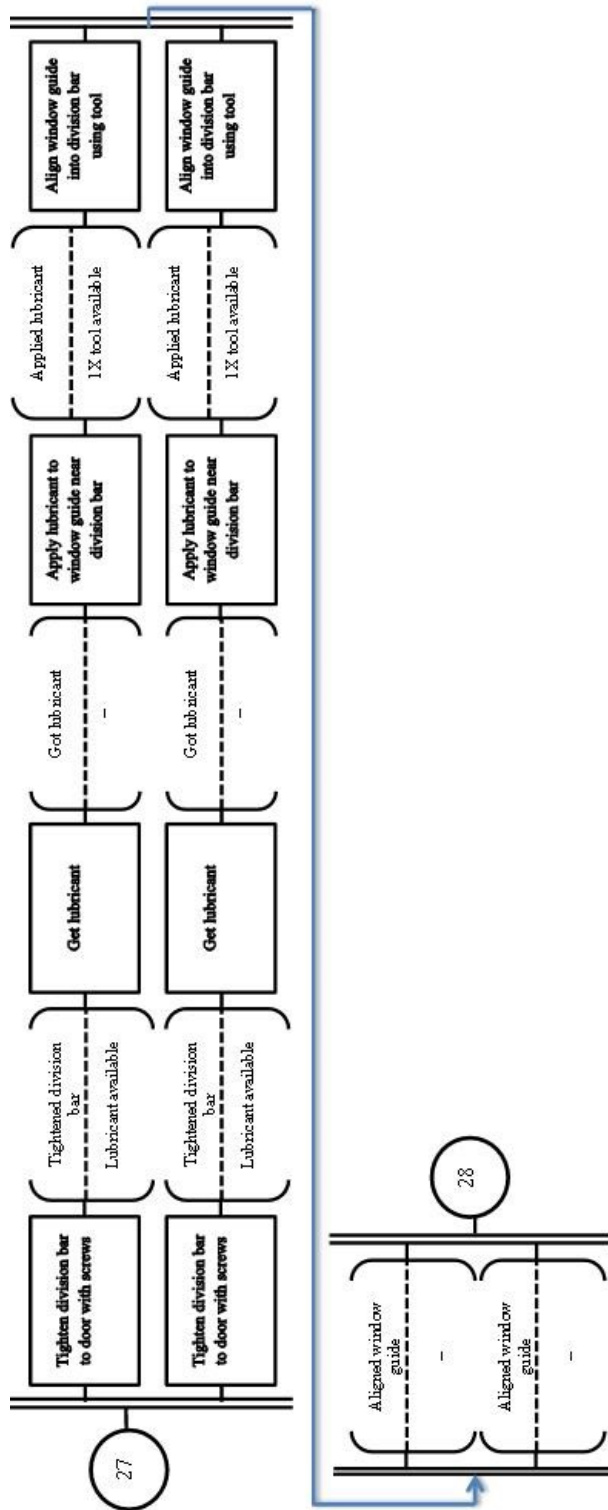 27
Tighten division bar
to door with screws
Tightened division
bar
Lubricant available
Get lubricant
Got lubricant
–
Apply lubricant to
window guide near
division bar
Applied lubricant
1X tool available
Align window guide
into division bar
using tool
Tighten division bar
to door with screws
Tightened division
bar
Lubricant available
Get lubricant
Got lubricant
–
Apply lubricant to
window guide near
division bar
Applied lubricant
1X tool available
Align window guide
into division bar
using tool
Aligned window
guide
–
Aligned window
guide
–
28